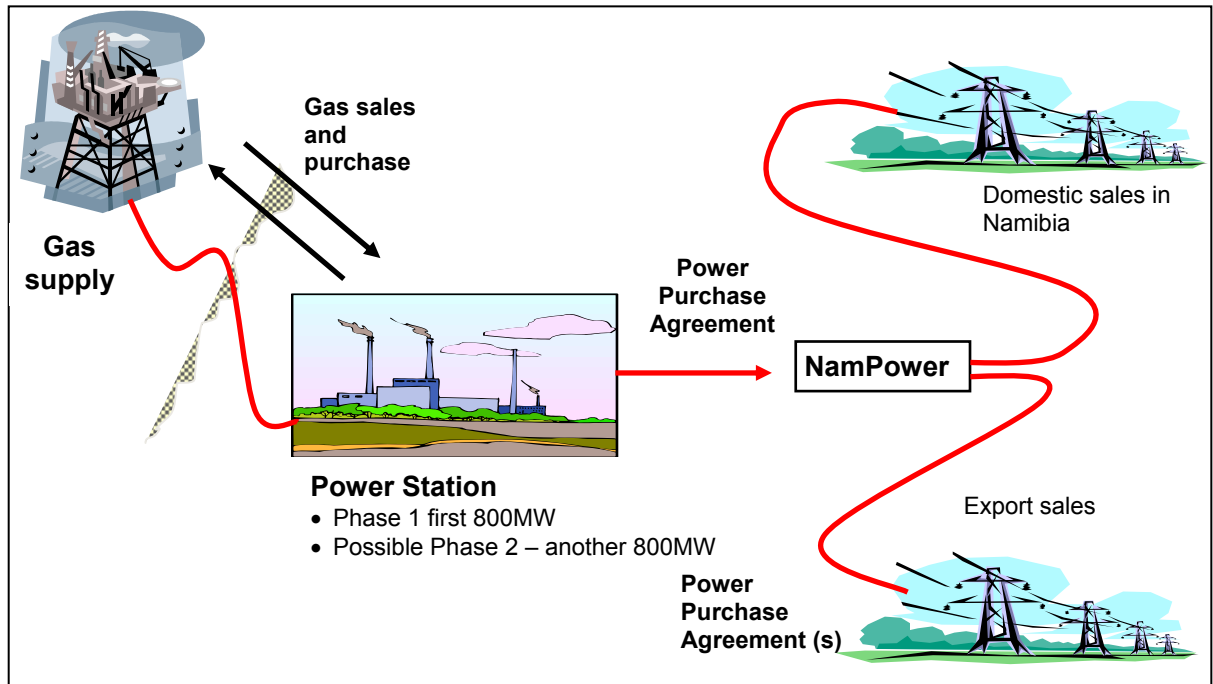 Gas sales
and
purchase
Gas
supply
Power Station
• Phase 1 first 800MW
• Possible Phase 2 – another 800MW
Power
Purchase
Agreement
NamPower
Domestic sales in
Namibia
Export sales
Power
Purchase
Agreement (s)